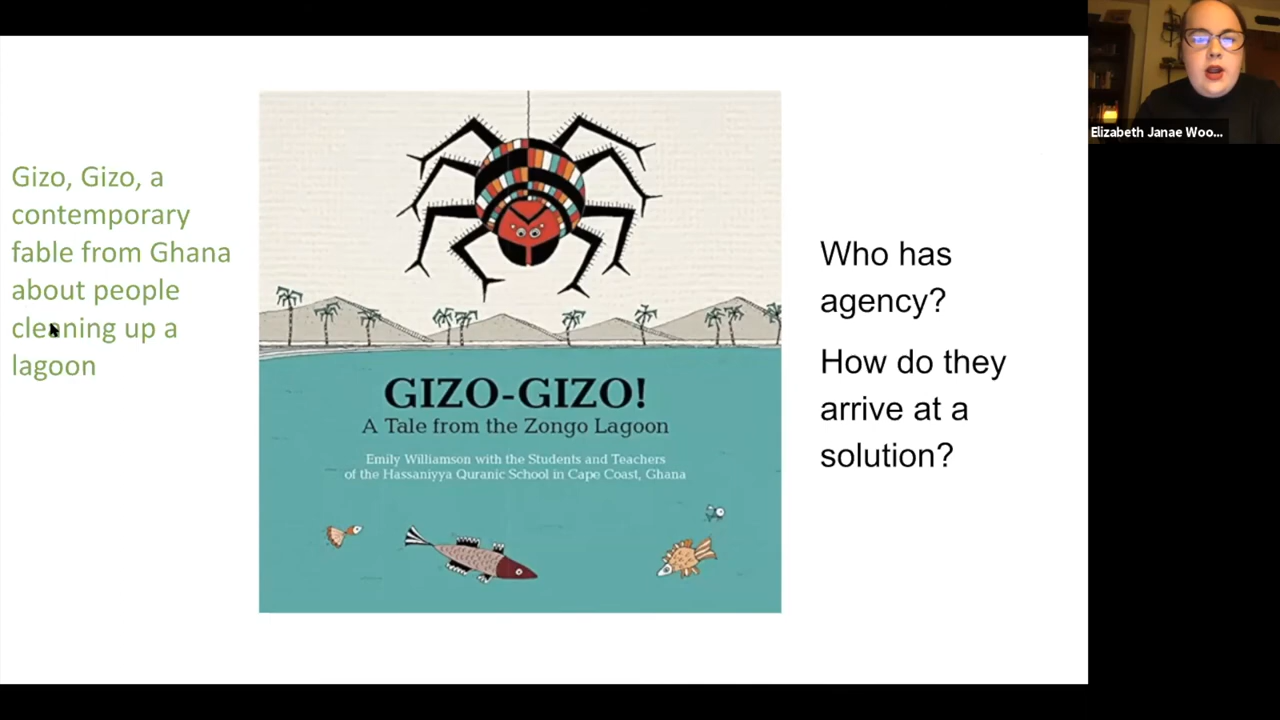 Gizo, Gizo, a
contemporary
fable from Ghana
about people
cleaning up a
lagoon
GIZO-GIZO!
A Tale from the Zongo Lagoon
Emily Williamson with the Students and Teachers
of the Hassaniyya Quranic School in Cape Coast, Ghana
Who has
agency?
How do they
arrive at a
solution?
Elizabeth Janae Woo...